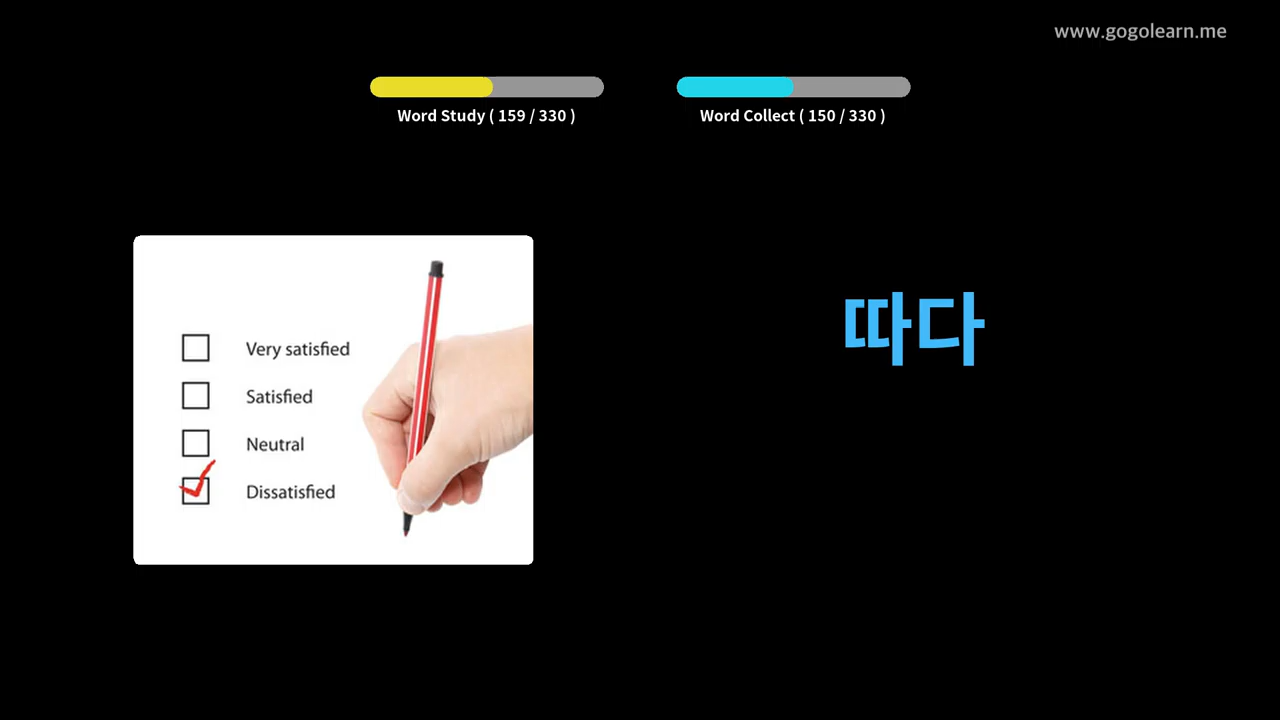 www.gogolearn.me
Word Study ( 159 / 330 )
Word Collect ( 150 / 330 )
Very satisfied
Satisfied
Neutral
Dissatisfied
따다